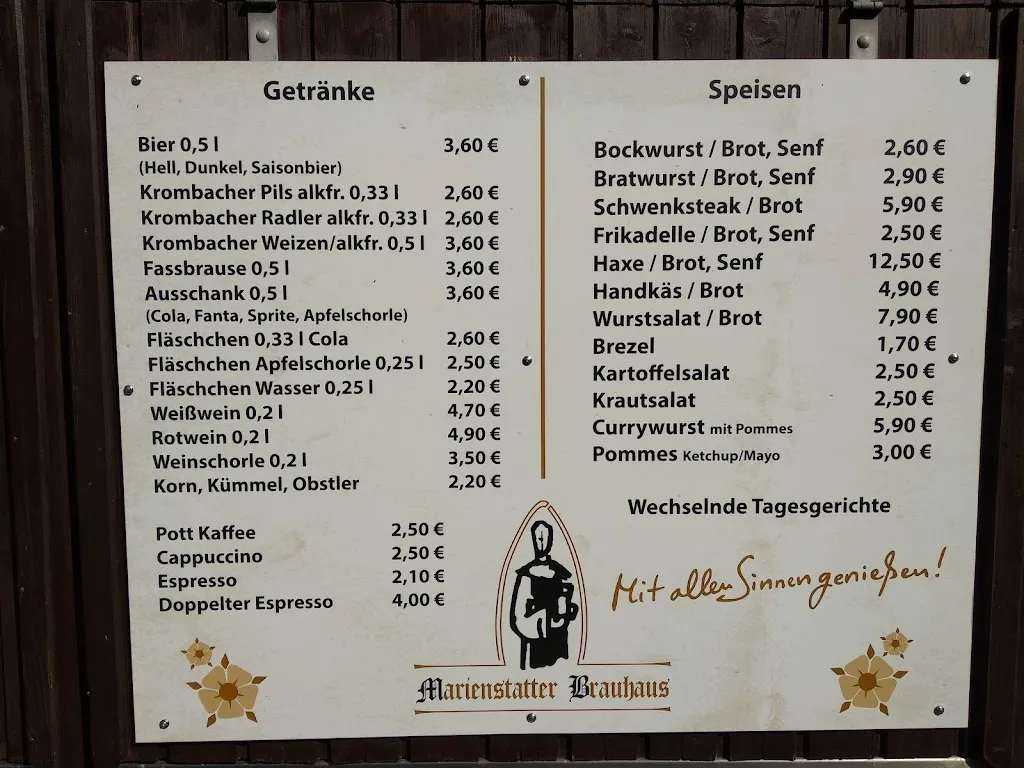 Getränke
Bier 0,5 l 3,60 €
(Hell, Dunkel, Saisonbier)
Krombacher Pils alkfr. 0,33 l 2,60 €
Krombacher Radler alkfr. 0,33 l 2,60 €
Krombacher Weizen/alkfr. 0,5 l 3,60 €
Fassbrause 0,5 l 3,60 €
Ausschank 0,5 l 3,60 €
(Cola, Fanta, Sprite, Apfelschorle)
Fläschchen 0,33 l Cola 2,60 €
Fläschchen Apfelschorle 0,25 l 2,50 €
Fläschchen Wasser 0,25 l 2,20 €
Weißwein 0,2 l 4,70 €
Rotwein 0,2 l 4,90 €
Weinschorle 0,2 l 3,50 €
Korn, Kümmel, Obstler 2,20 €
Pott Kaffee 2,50 €
Cappuccino 2,50 €
Espresso 2,10 €
Doppelter Espresso 4,00 €
Speisen
Bockwurst / Brot, Senf 2,60 €
Bratwurst / Brot, Senf 2,90 €
Schwenksteak / Brot 5,90 €
Frikadelle / Brot, Senf 2,50 €
Haxe / Brot, Senf 12,50 €
Handkäs / Brot 4,90 €
Wurstsalat / Brot 7,90 €
Brezel 1,70 €
Kartoffelsalat 2,50 €
Krautsalat 2,50 €
Currywurst mit Pommes 5,90 €
Pommes Ketchup/Mayo 3,00 €
Wechselnde Tagesgerichte
Mit allen Sinnen genießen!
Marienstatter Brauhaus